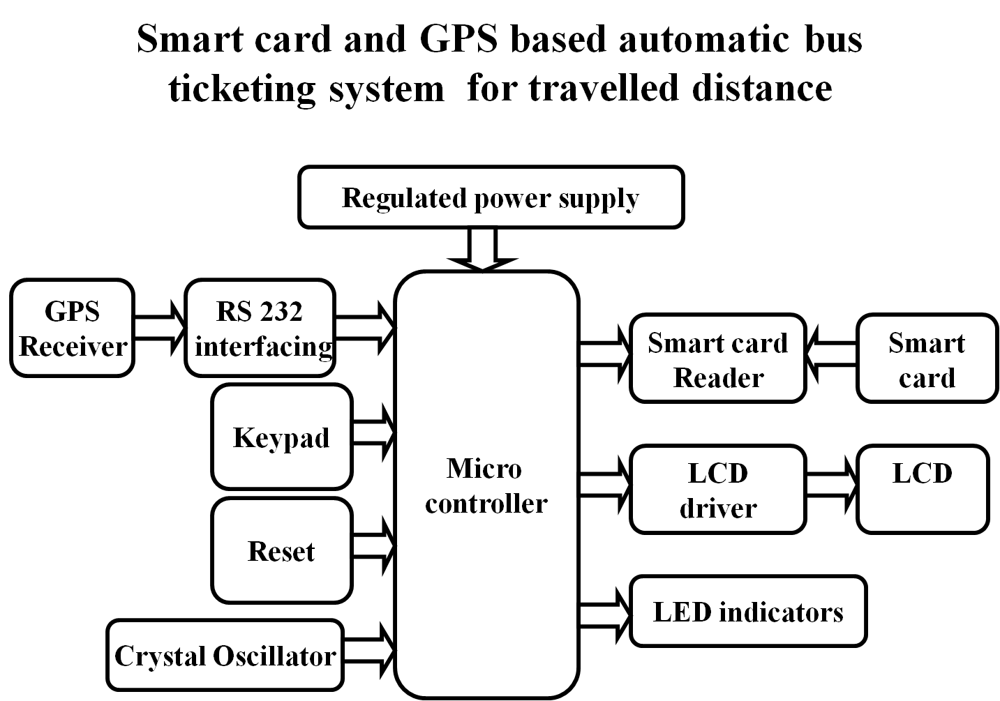 Smart card and GPS based automatic bus
ticketing system for travelled distance
Regulated power supply
GPS
Receiver
RS 232
interfacing
Keypad
Reset
Crystal Oscillator
Micro
controller
Smart card
Reader
Smart
card
LCD
driver
LCD
LED indicators